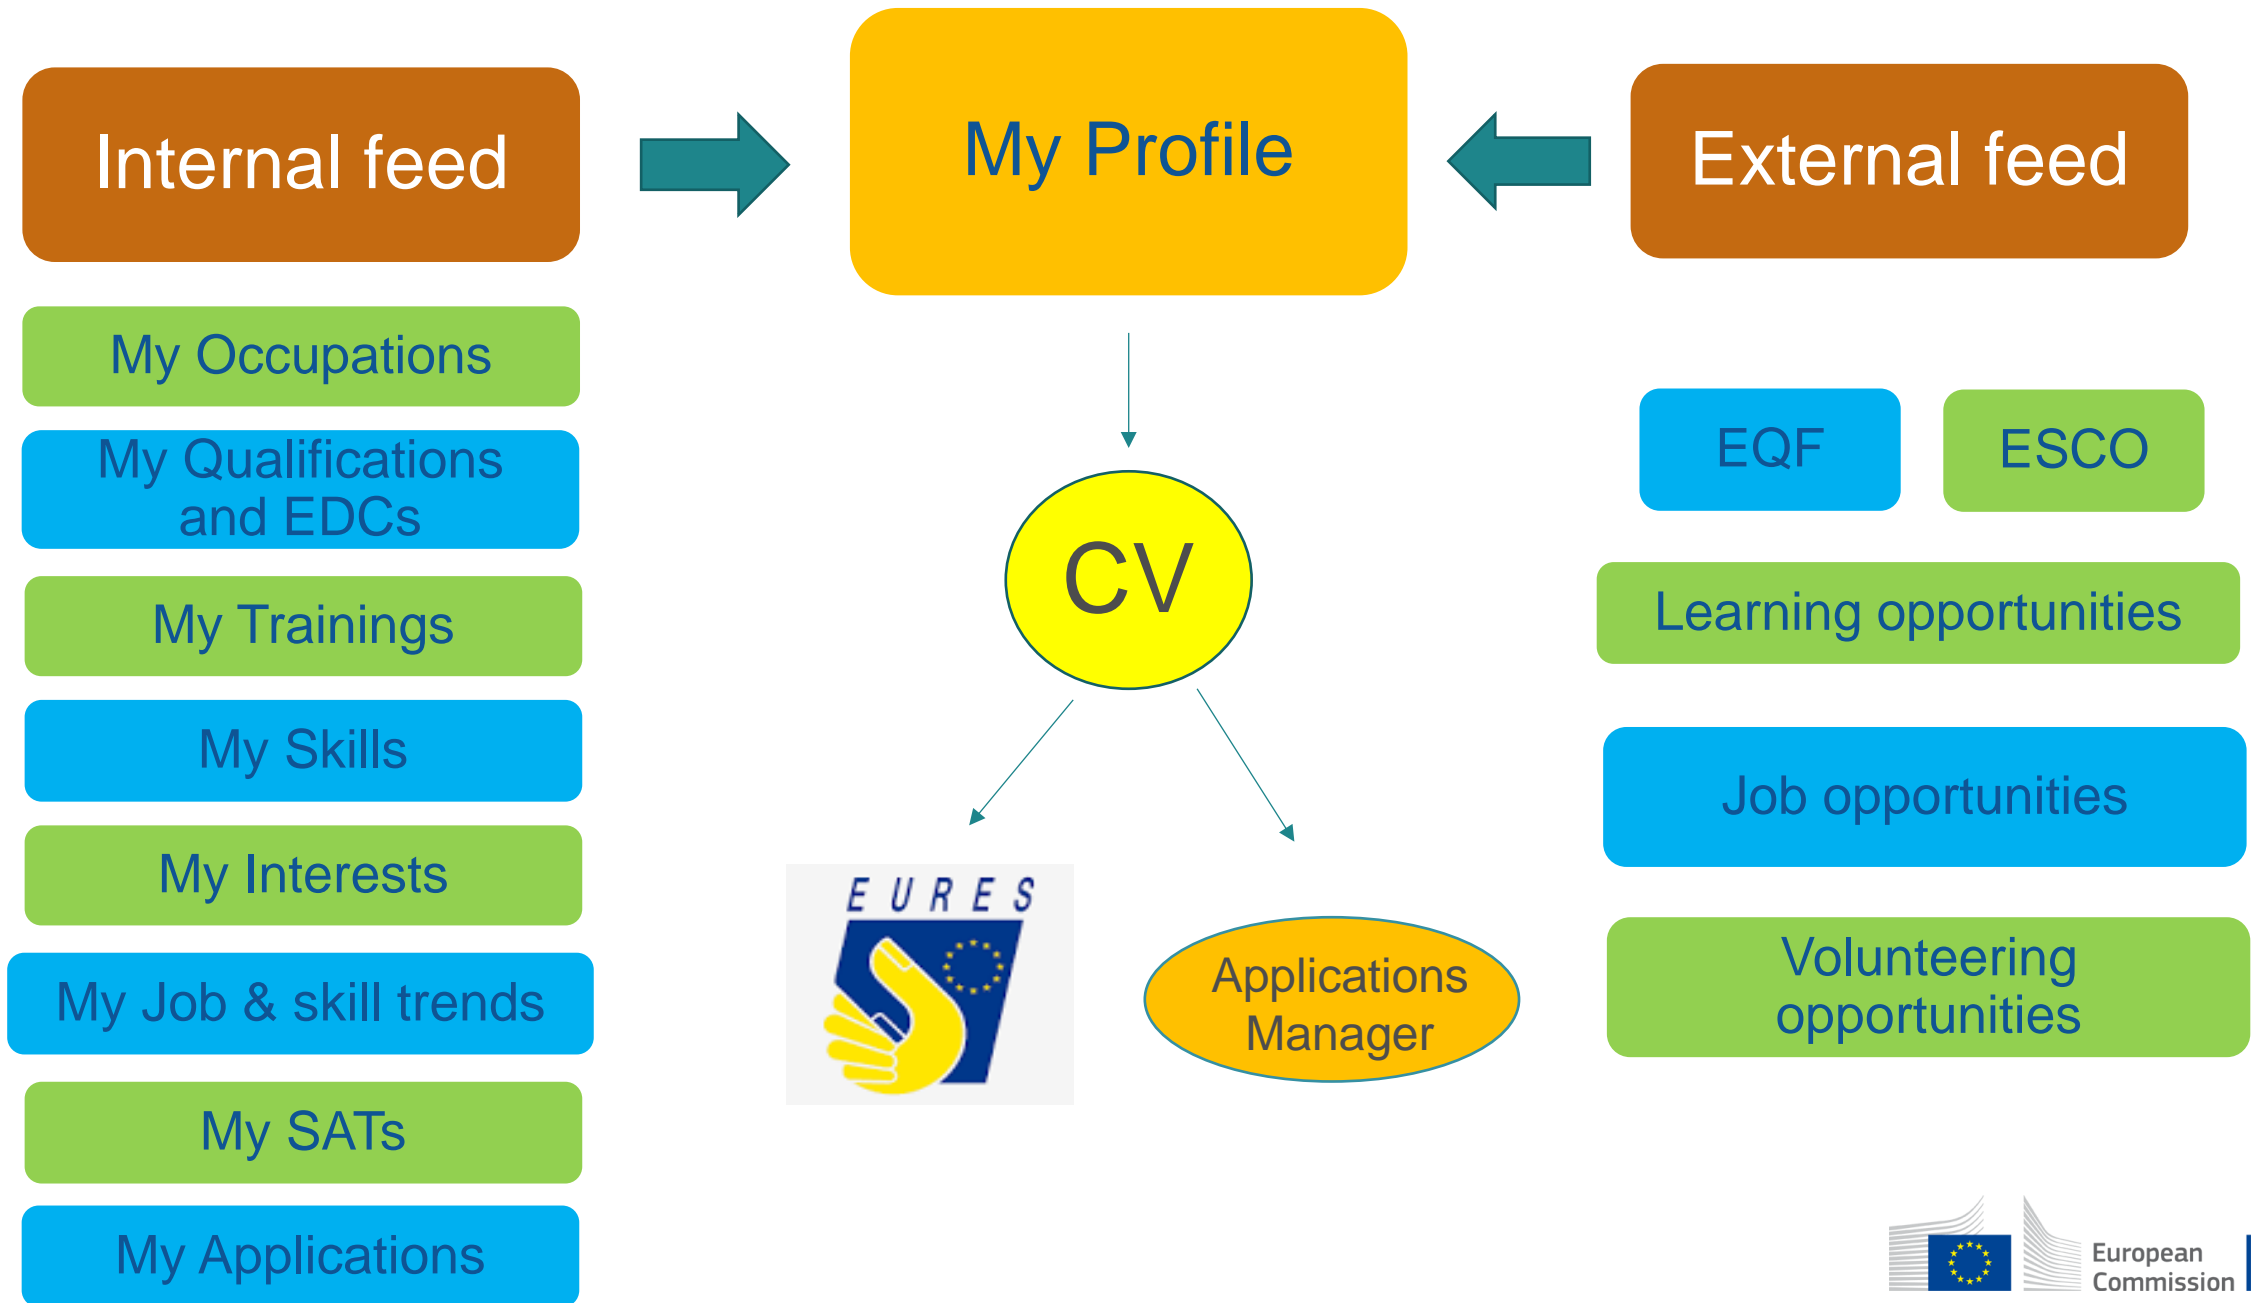 Internal feed
My Profile
External feed
My Occupations
My Qualifications
and EDCs
My Trainings
My Skills
My Interests
My Job & skill trends
My SATs
My Applications
CV
EURES
Applications
Manager
EQF
ESCO
Learning opportunities
Job opportunities
Volunteering
opportunities
European
Commission